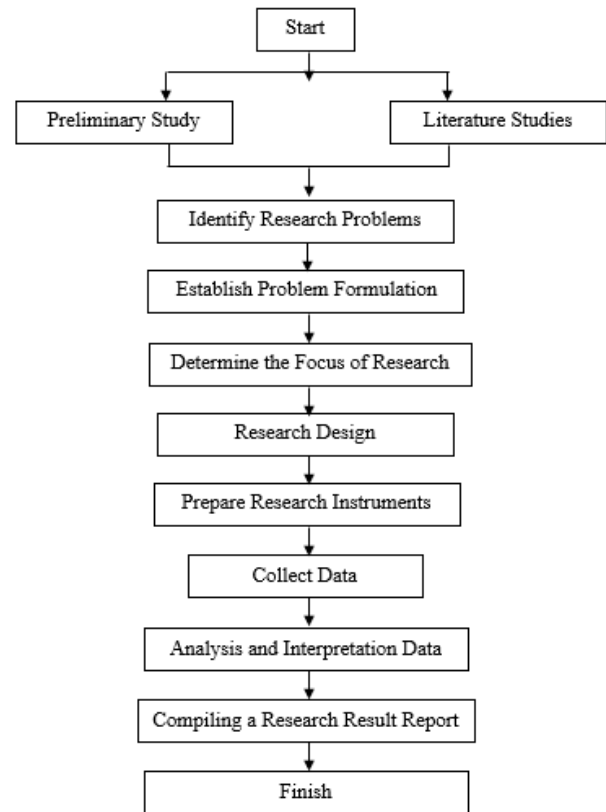 Start
Preliminary Study
Literature Studies
Identify Research Problems
Establish Problem Formulation
Determine the Focus of Research
Research Design
Prepare Research Instruments
Collect Data
Analysis and Interpretation Data
Compiling a Research Result Report
Finish